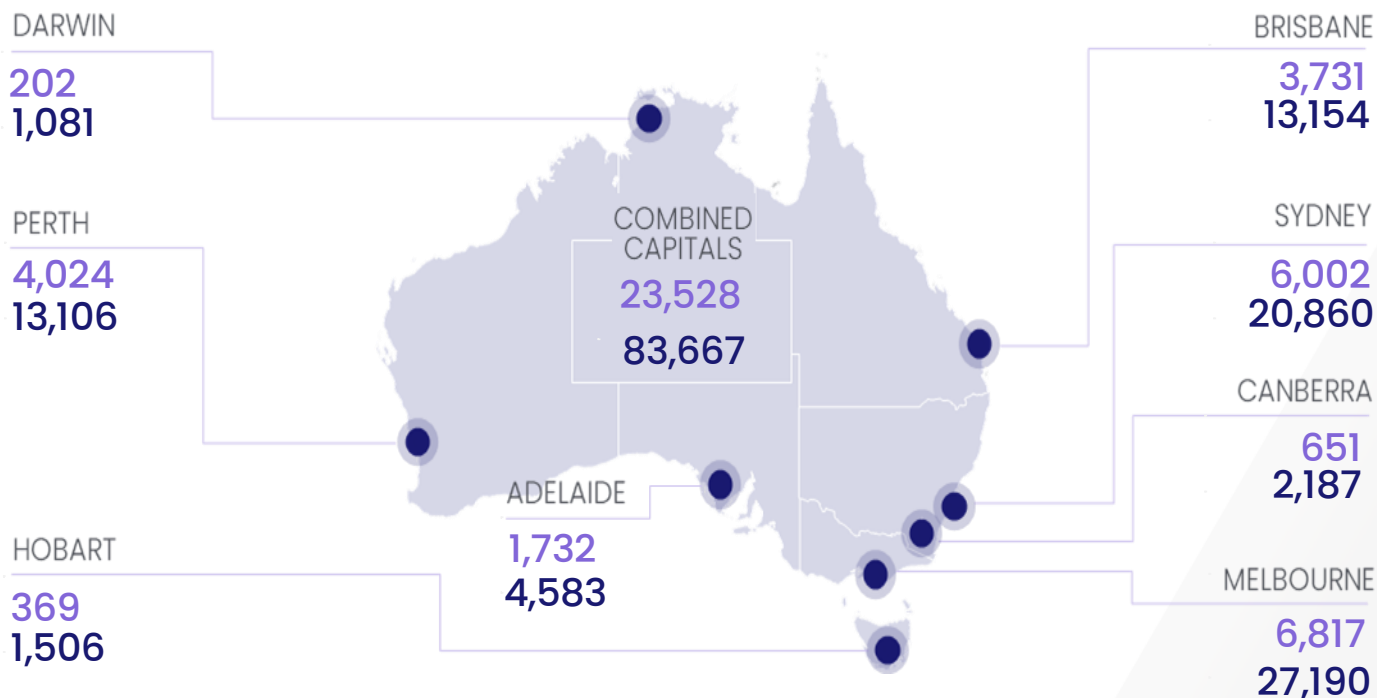 DARWIN
202
1,081
PERTH
4,024
13,106
HOBART
369
1,506
COMBINED
CAPITALS
23,528
83,667
ADELAIDE
1,732
4,583
BRISBANE
3,731
13,154
SYDNEY
6,002
20,860
CANBERRA
651
2,187
MELBOURNE
6,817
27,190